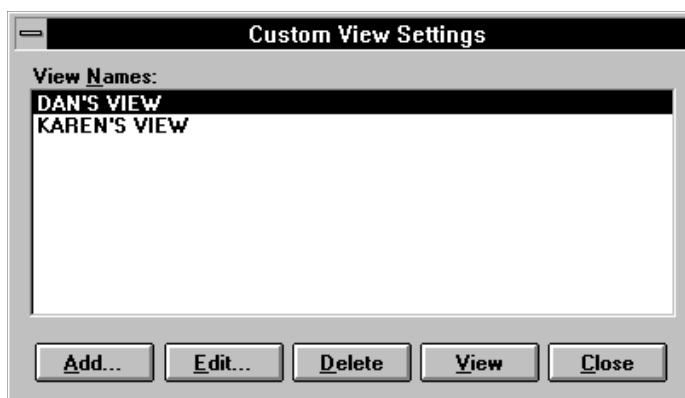 Custom View Settings
View Names:
DAN'S VIEW
KAREN'S VIEW
Add... Edit... Delete View Close